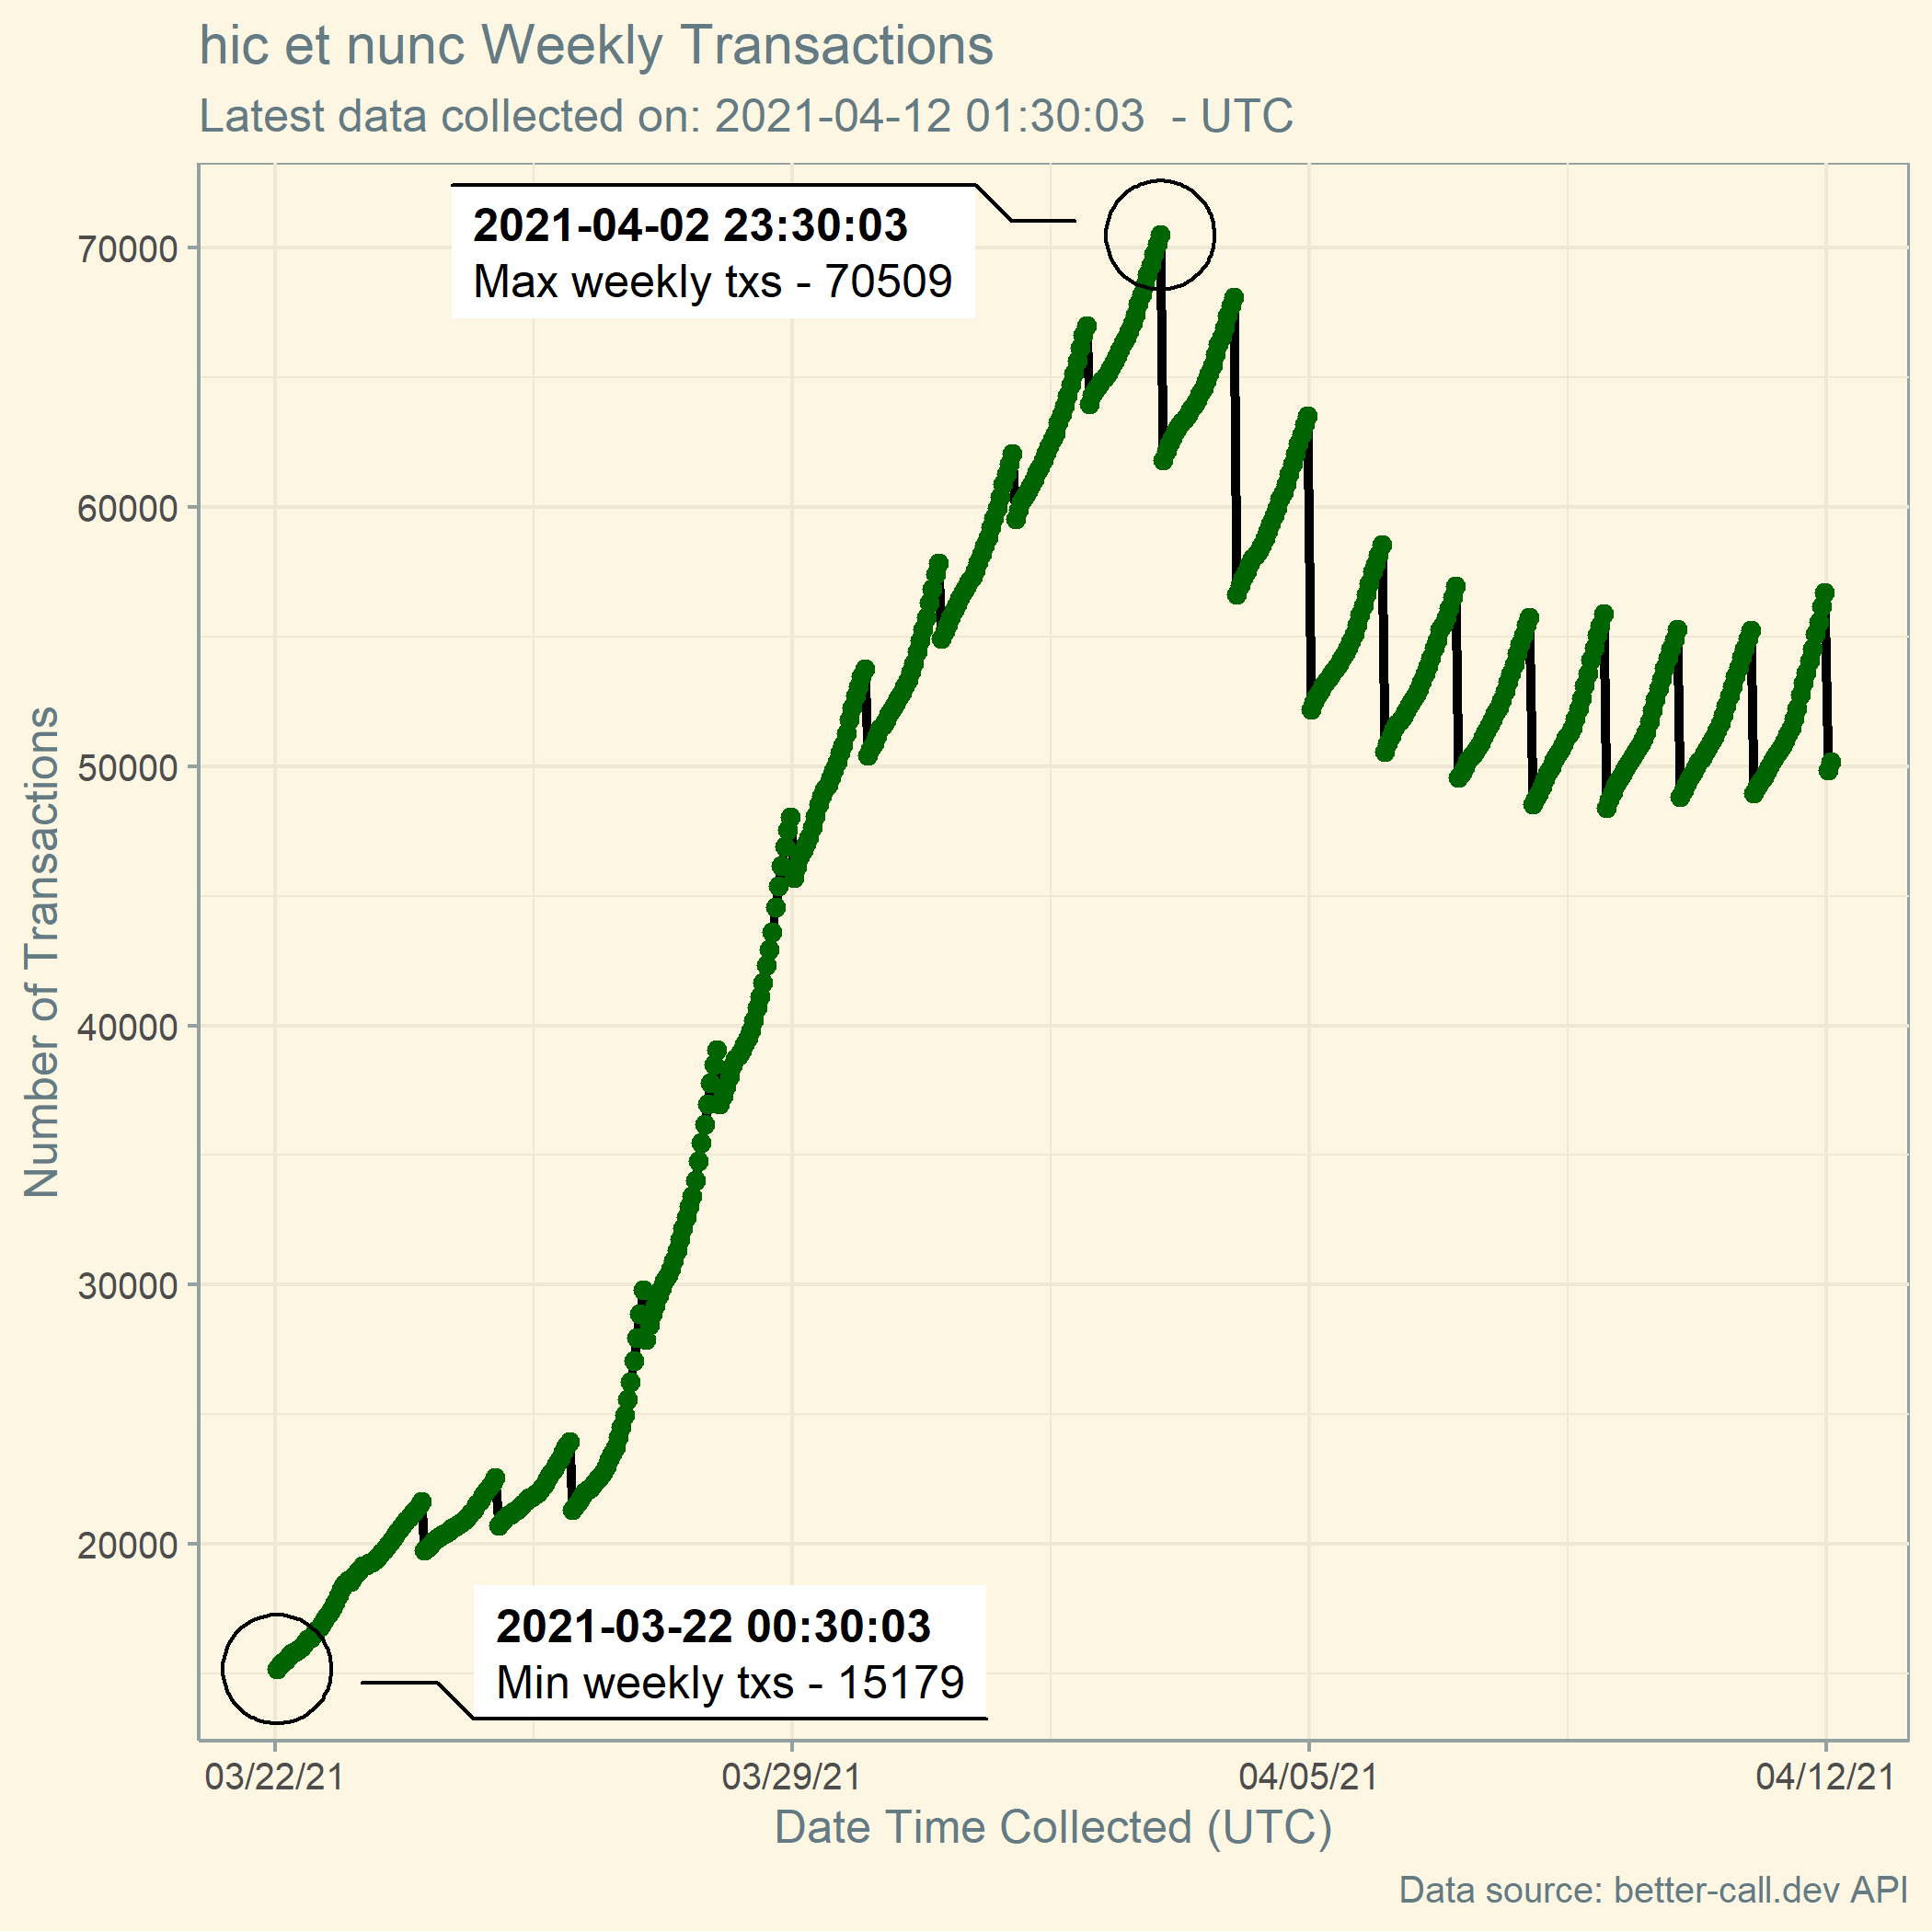 hic et nunc Weekly Transactions
Latest data collected on: 2021-04-12 01:30:03  - UTC
2021-04-02 23:30:03
Max weekly txs - 70509
70000
60000
50000
40000
30000
20000
Number of Transactions
2021-03-22 00:30:03
Min weekly txs - 15179
03/22/21
03/29/21
04/05/21
04/12/21
Date Time Collected (UTC)
Data source: better-call.dev API